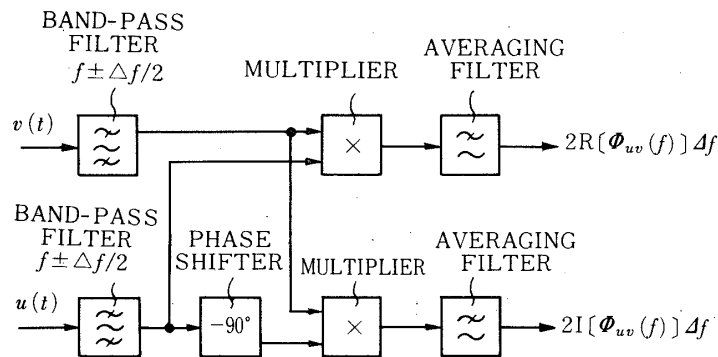 BAND-PASS
FILTER
f ± △f/2
MULTIPLIER
AVERAGING
FILTER
v(t)
×
2R[Φuv(f)]Δf
BAND-PASS
FILTER
f ± △f/2
PHASE
SHIFTER
MULTIPLIER
AVERAGING
FILTER
u(t)
−90°
×
2I[Φuv(f)]Δf